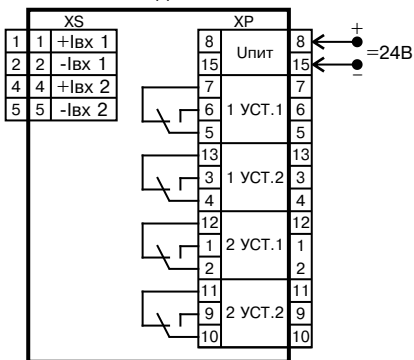 XS
XP
1 1 +Iвх 1
2 2 -Iвх 1
4 4 +Iвх 2
5 5 -Iвх 2
8 Uпит 8 +
15 15 – =24В
7 7
6 1 УСТ.1 6
5 5
13 13
3 1 УСТ.2 3
4 4
12 12
1 2 УСТ.1 1
2 2
11 11
9 2 УСТ.2 9
10 10